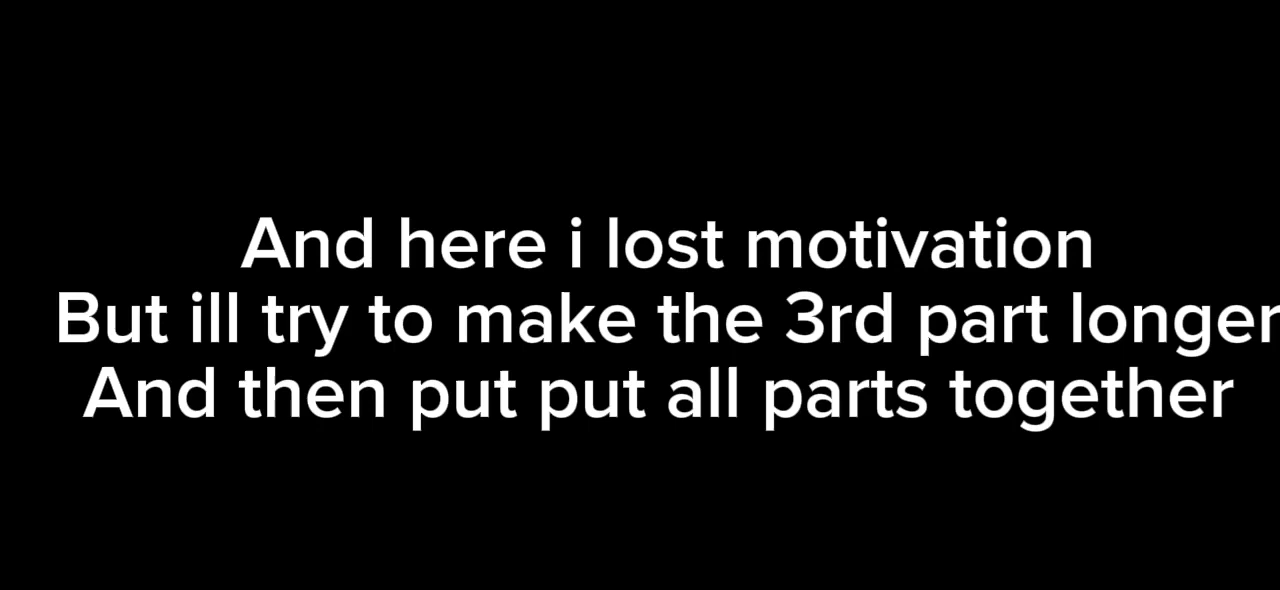 And here i lost motivation
But ill try to make the 3rd part longer
And then put put all parts together